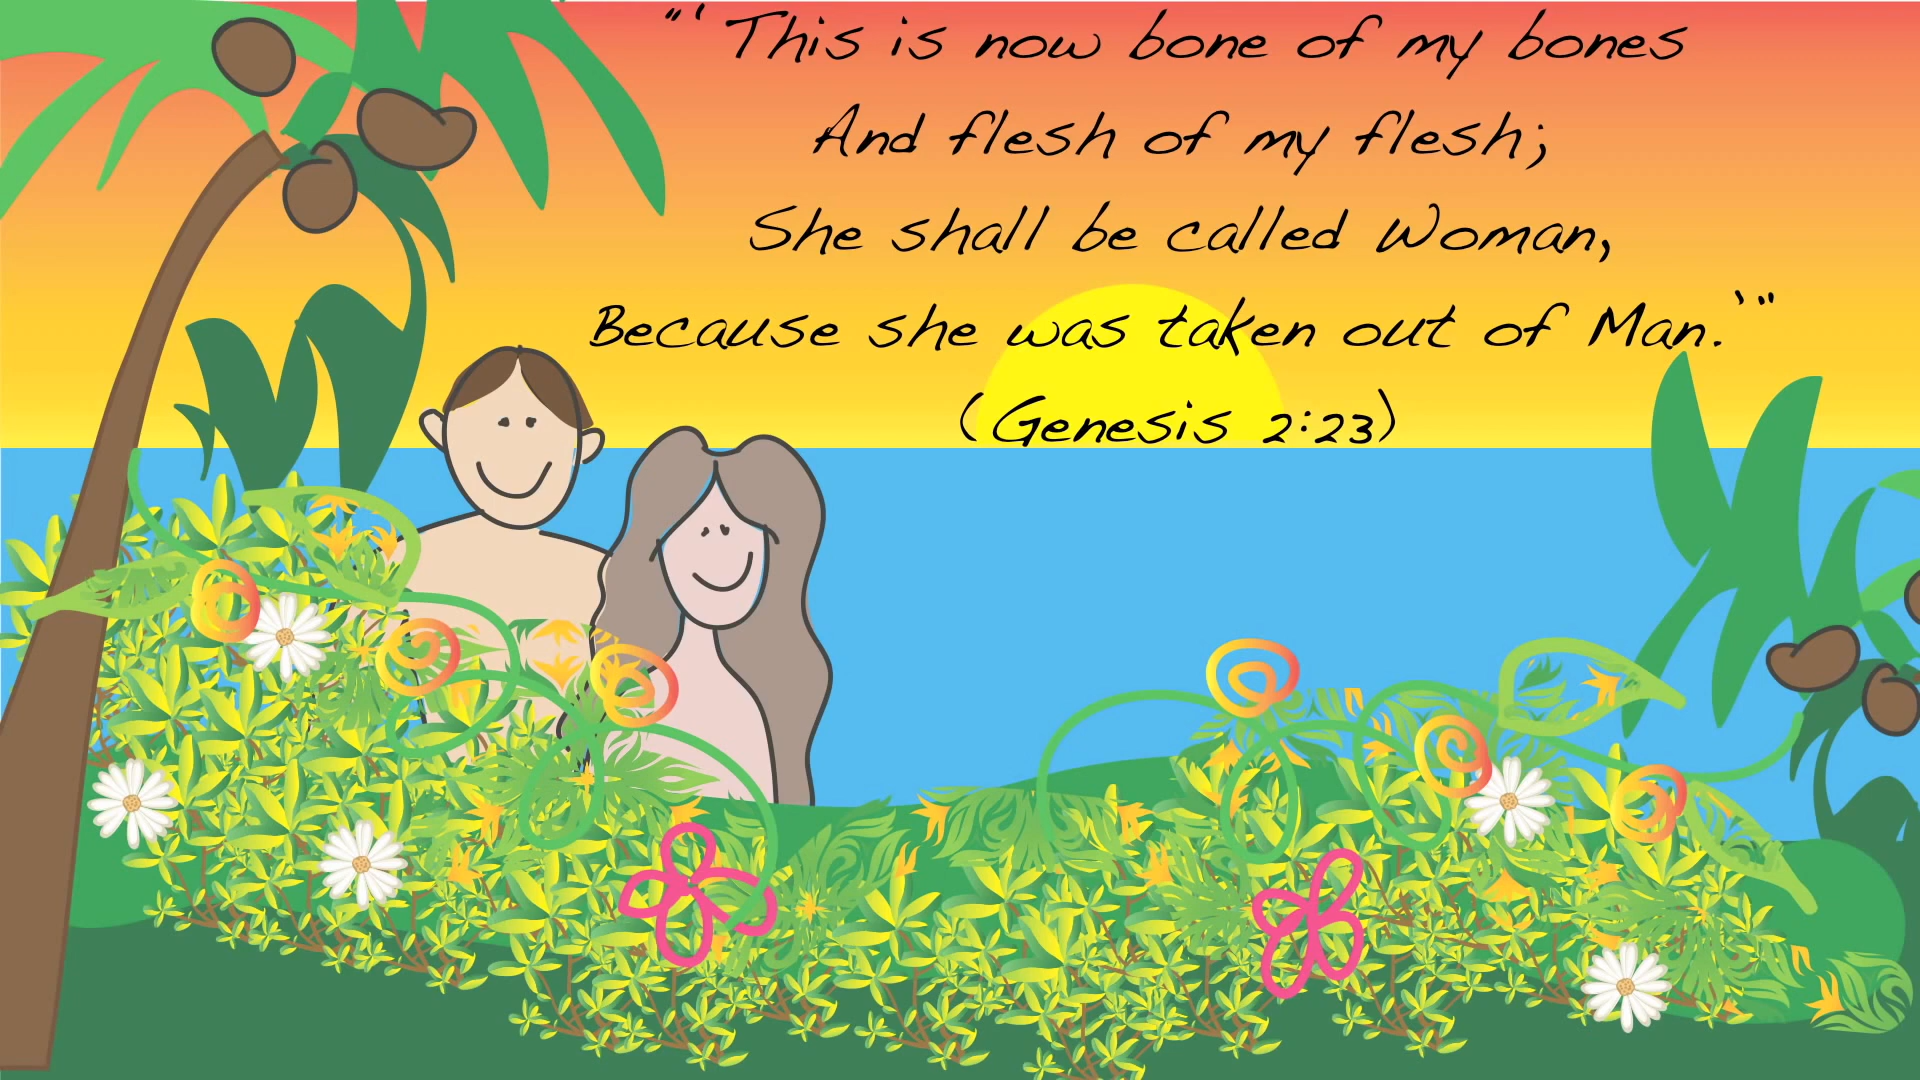 "'This is now bone of my bones
And flesh of my flesh;
She shall be called Woman,
Because she was taken out of Man.'"
(Genesis 2:23)